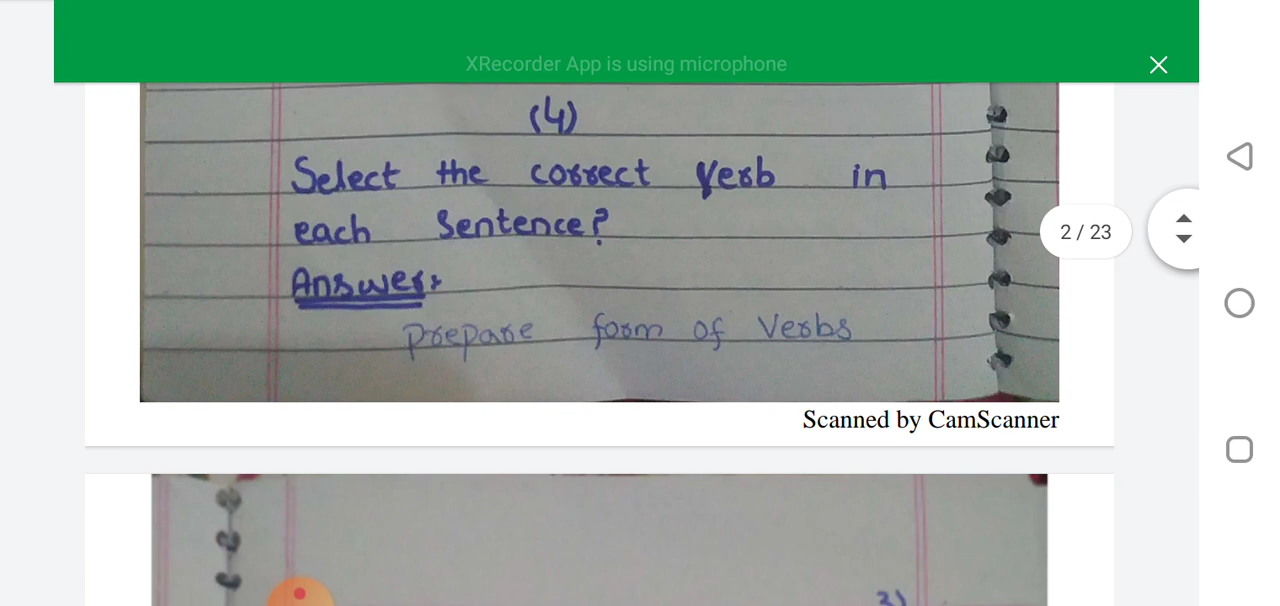 XRecorder App is using microphone
(4)
Select the correct Verb in
each Sentence?
Answer:
Prepare form of Verbs
2 / 23
Scanned by CamScanner